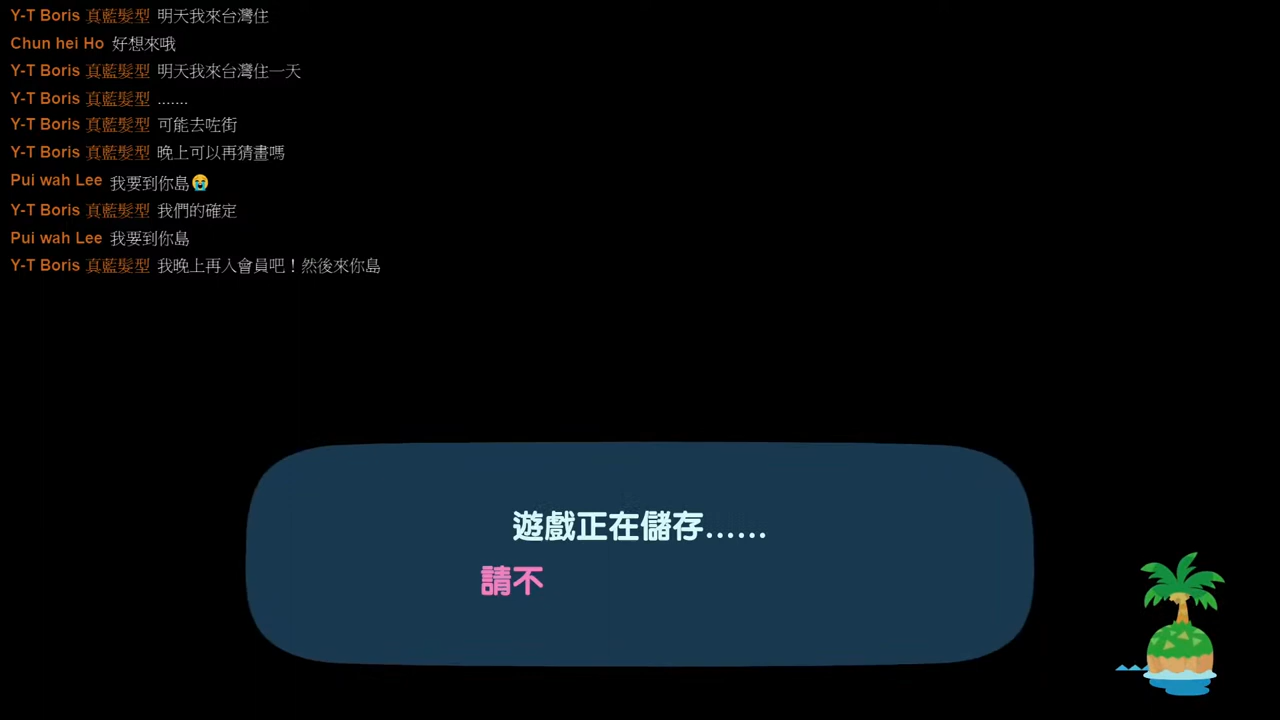 Y-T Boris 真藍髮型 明天我來台灣住
Chun hei Ho 好想來哦
Y-T Boris 真藍髮型 明天我來台灣住一天
Y-T Boris 真藍髮型 .......
Y-T Boris 真藍髮型 可能去咗街
Y-T Boris 真藍髮型 晚上可以再猜畫嗎
Pui wah Lee 我要到你島😭
Y-T Boris 真藍髮型 我們的確定
Pui wah Lee 我要到你島
Y-T Boris 真藍髮型 我晚上再入會員吧！然後來你島
遊戲正在儲存......
請不